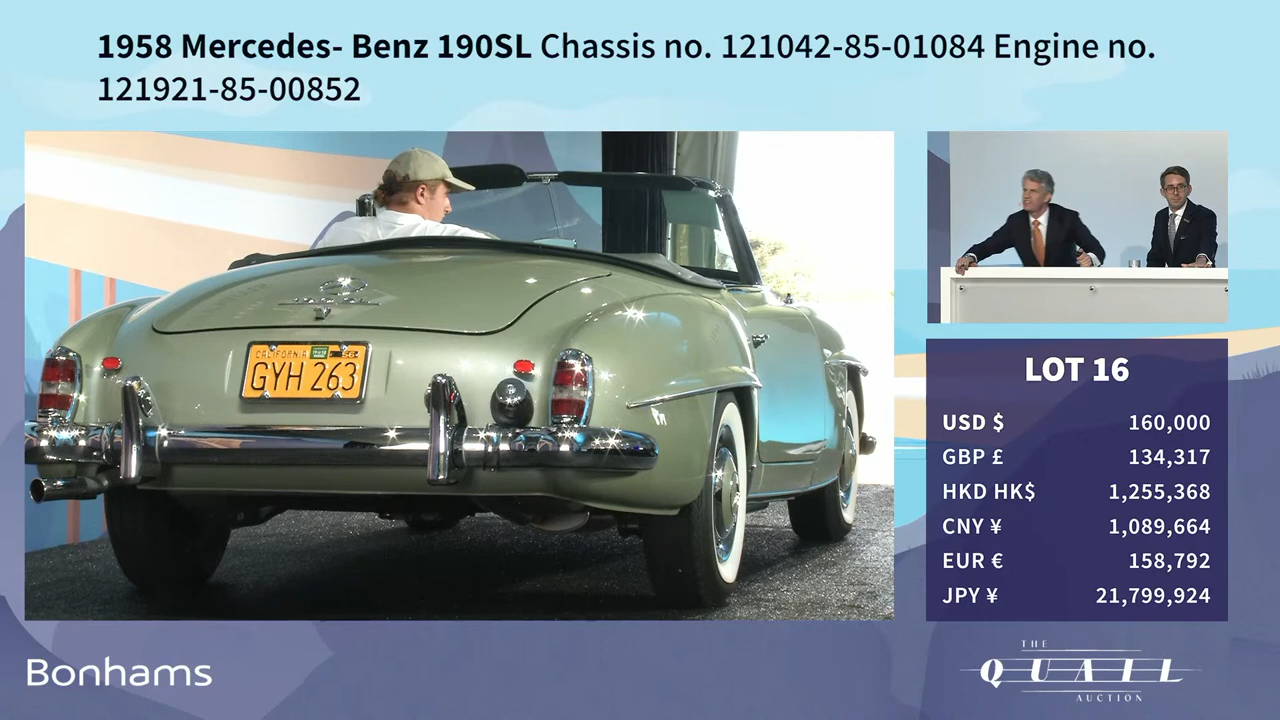 1958 Mercedes- Benz 190SL Chassis no. 121042-85-01084 Engine no.
121921-85-00852
CALIFORNIA 56
GYH 263
LOT 16
USD $ 160,000
GBP £ 134,317
HKD HK$ 1,255,368
CNY ¥ 1,089,664
EUR € 158,792
JPY ¥ 21,799,924
Bonhams
THE
QUAIL
AUCTION